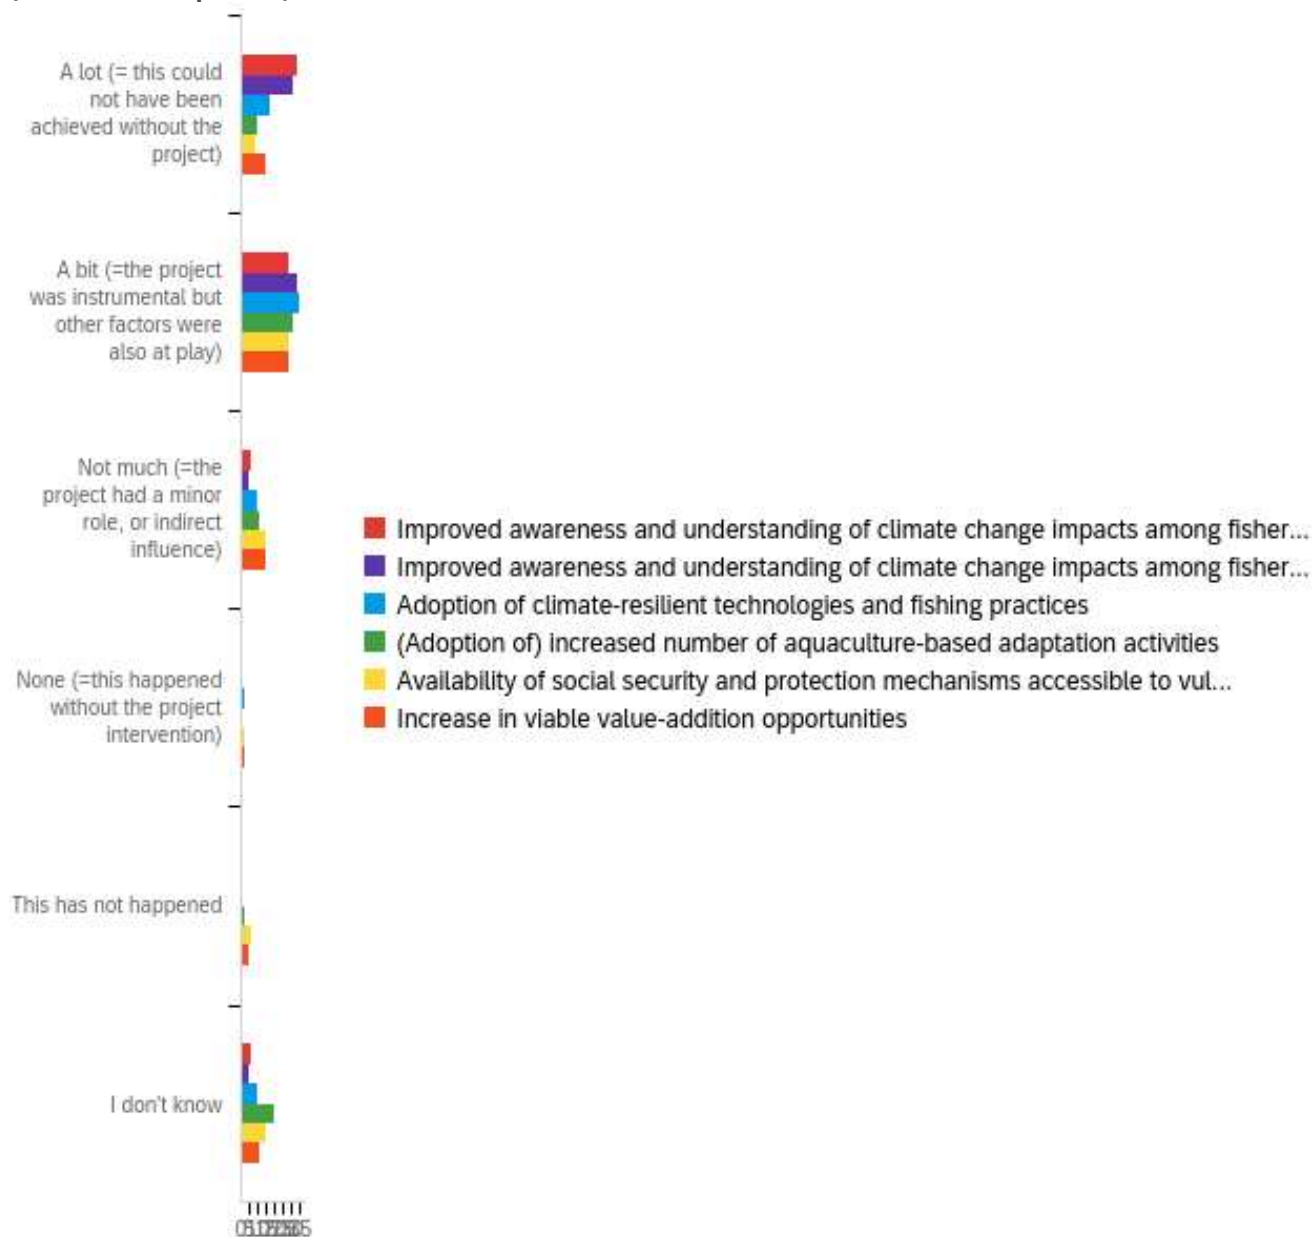 A lot (= this could
not have been
achieved without the
project)
A bit (=the project
was instrumental but
other factors were
also at play)
Not much (=the
project had a minor
role, or indirect
influence)
None (=this happened
without the project
intervention)
This has not happened
I don't know
Improved awareness and understanding of climate change impacts among fisher...
Improved awareness and understanding of climate change impacts among fisher...
Adoption of climate-resilient technologies and fishing practices
(Adoption of) increased number of aquaculture-based adaptation activities
Availability of social security and protection mechanisms accessible to vul...
Increase in viable value-addition opportunities